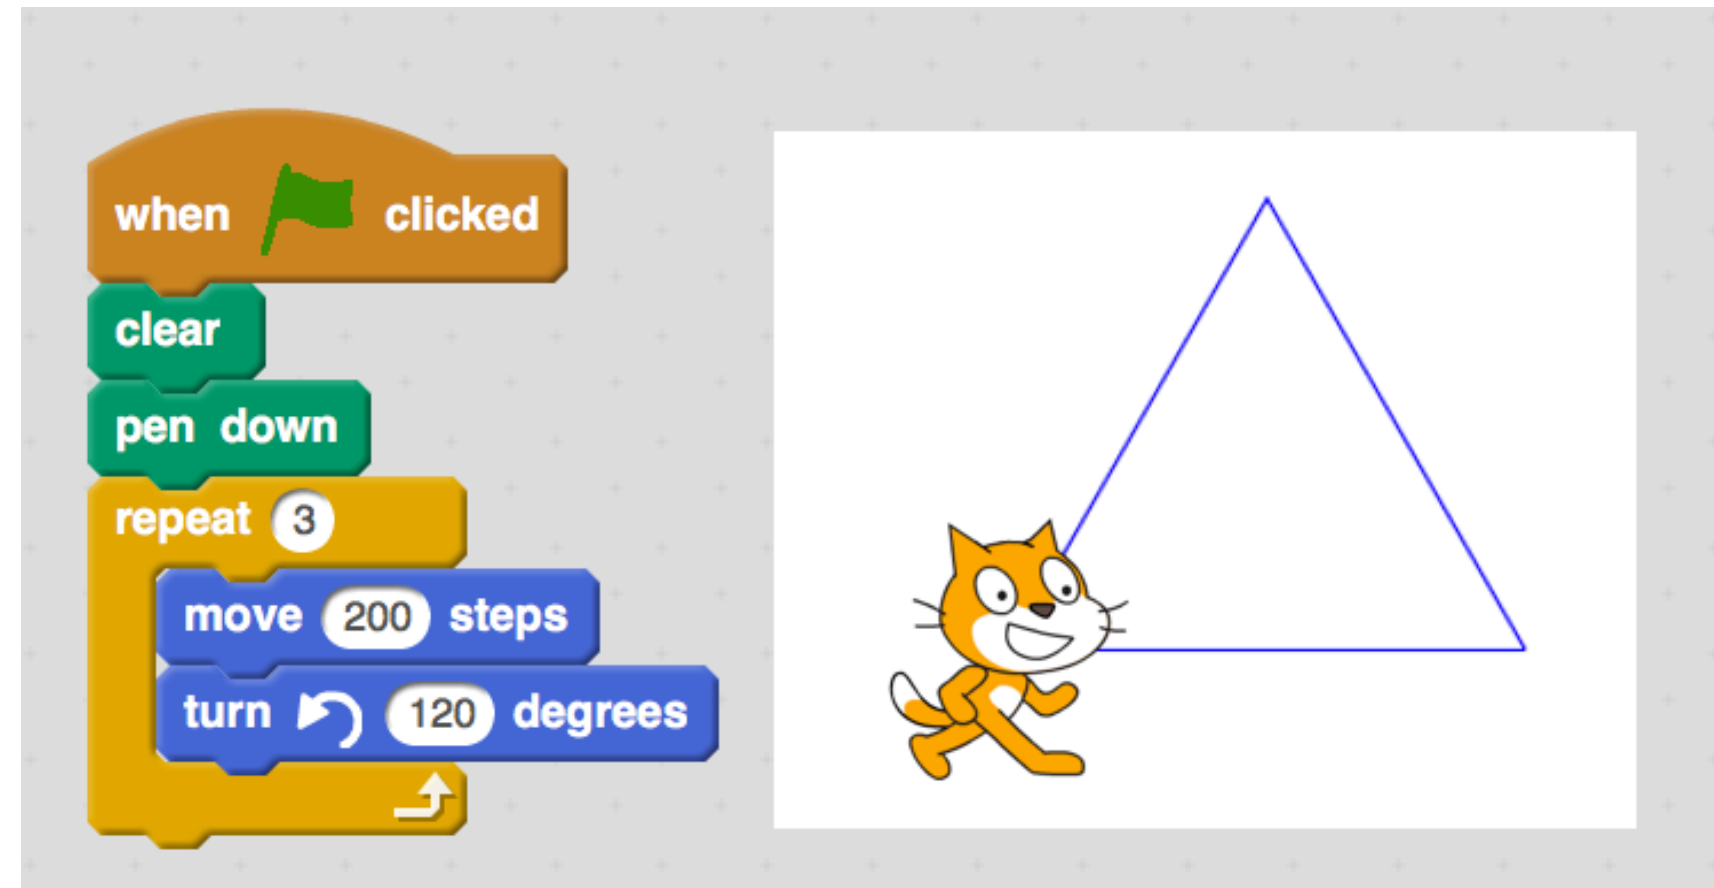 when clicked
clear
pen down
repeat 3
move 200 steps
turn 120 degrees